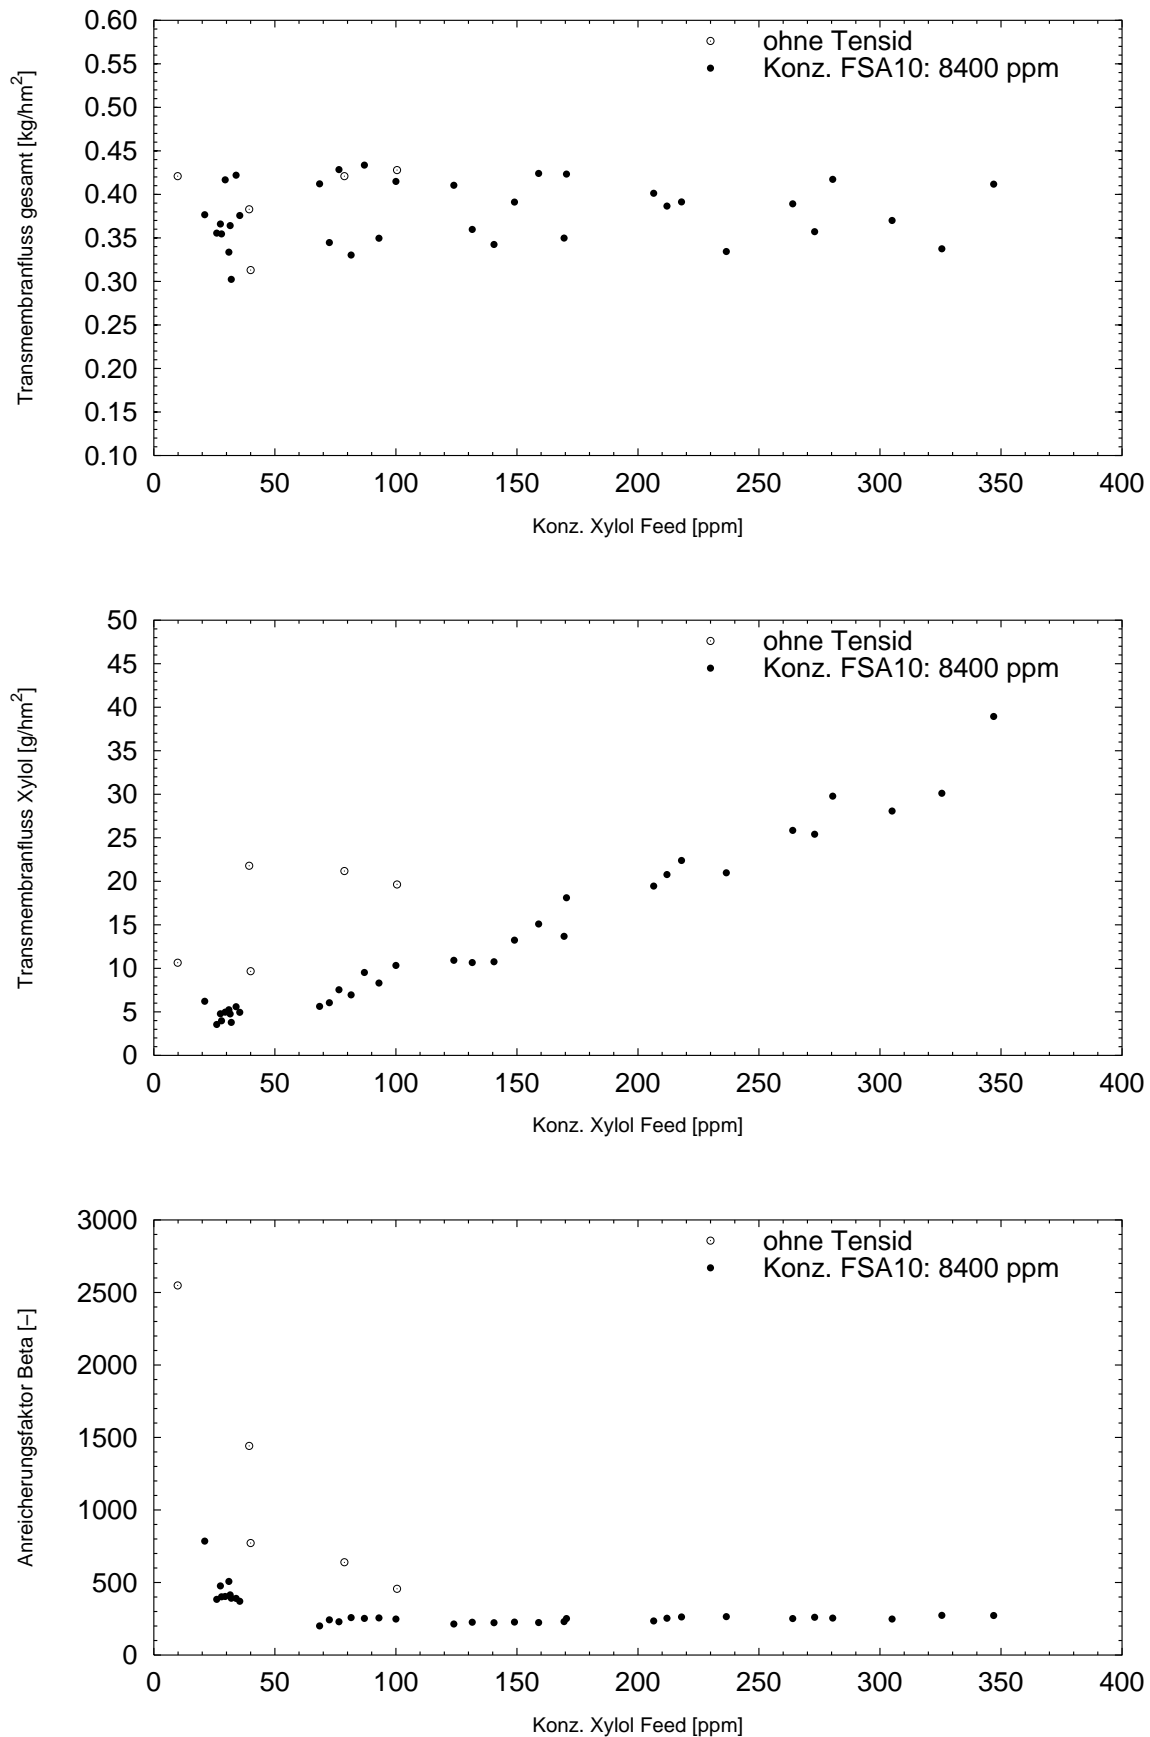 0.60
0.55
0.50
0.45
0.40
0.35
0.30
0.25
0.20
0.15
0.10
Transmembranfluss gesamt [kg/hm²]
ohne Tensid
Konz. FSA10: 8400 ppm
0 50 100 150 200 250 300 350 400
Konz. Xylol Feed [ppm]
50
45
40
35
30
25
20
15
10
5
0
Transmembranfluss Xylol [g/hm²]
ohne Tensid
Konz. FSA10: 8400 ppm
0 50 100 150 200 250 300 350 400
Konz. Xylol Feed [ppm]
3000
2500
2000
1500
1000
500
0
Anreicherungsfaktor Beta [−]
ohne Tensid
Konz. FSA10: 8400 ppm
0 50 100 150 200 250 300 350 400
Konz. Xylol Feed [ppm]